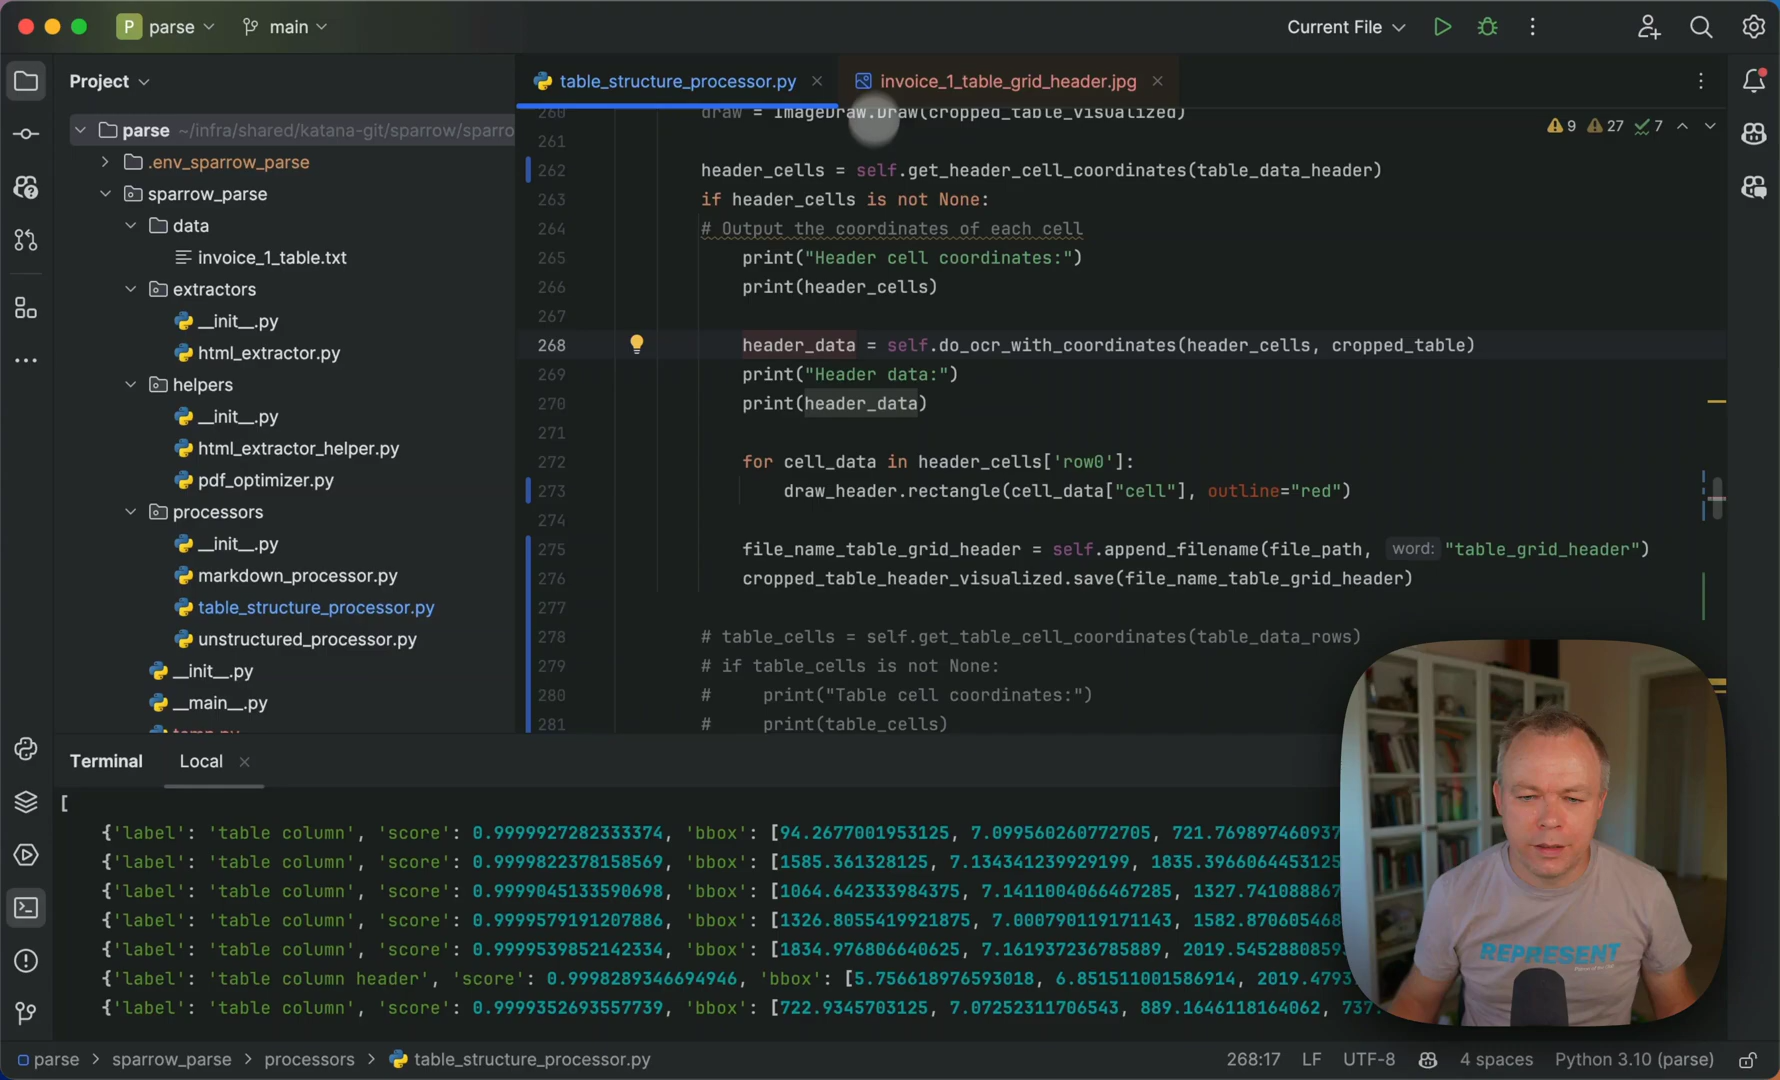 P parse
main
Current File
Project
table_structure_processor.py
invoice_1_table_grid_header.jpg
parse ~/infra/shared/katana-git/sparrow/sparro
.env_sparrow_parse
sparrow_parse
data
invoice_1_table.txt
extractors
__init__.py
html_extractor.py
helpers
__init__.py
html_extractor_helper.py
pdf_optimizer.py
processors
__init__.py
markdown_processor.py
table_structure_processor.py
unstructured_processor.py
__init__.py
__main__.py
temp.py
9 27 7
260 draw = ImageDraw.Draw(cropped_table_visualized)
261
262 header_cells = self.get_header_cell_coordinates(table_data_header)
263 if header_cells is not None:
264 # Output the coordinates of each cell
265 print("Header cell coordinates:")
266 print(header_cells)
267
268 header_data = self.do_ocr_with_coordinates(header_cells, cropped_table)
269 print("Header data:")
270 print(header_data)
271
272 for cell_data in header_cells['row0']:
273 draw_header.rectangle(cell_data["cell"], outline="red")
274
275 file_name_table_grid_header = self.append_filename(file_path, word: "table_grid_header")
276 cropped_table_header_visualized.save(file_name_table_grid_header)
277
278 # table_cells = self.get_table_cell_coordinates(table_data_rows)
279 # if table_cells is not None:
280 #     print("Table cell coordinates:")
281 #     print(table_cells)
Terminal
Local
[
{'label': 'table column', 'score': 0.9999927282333374, 'bbox': [94.2677001953125, 7.099560260772705, 721.769897460937
{'label': 'table column', 'score': 0.9999822378158569, 'bbox': [1585.361328125, 7.134341239929199, 1835.3966064453125
{'label': 'table column', 'score': 0.9999045133590698, 'bbox': [1064.642333984375, 7.1411004066467285, 1327.741088867
{'label': 'table column', 'score': 0.9999579191207886, 'bbox': [1326.8055419921875, 7.000790119171143, 1582.870605468
{'label': 'table column', 'score': 0.9999539852142334, 'bbox': [1834.976806640625, 7.161937236785889, 2019.545288085
{'label': 'table column header', 'score': 0.9998289346694946, 'bbox': [5.756618976593018, 6.851511001586914, 2019.479
{'label': 'table column', 'score': 0.9999352693557739, 'bbox': [722.9345703125, 7.07252311706543, 889.1646118164062, 737.
REPRESENT
parse > sparrow_parse > processors > table_structure_processor.py
268:17 LF UTF-8 4 spaces Python 3.10 (parse)